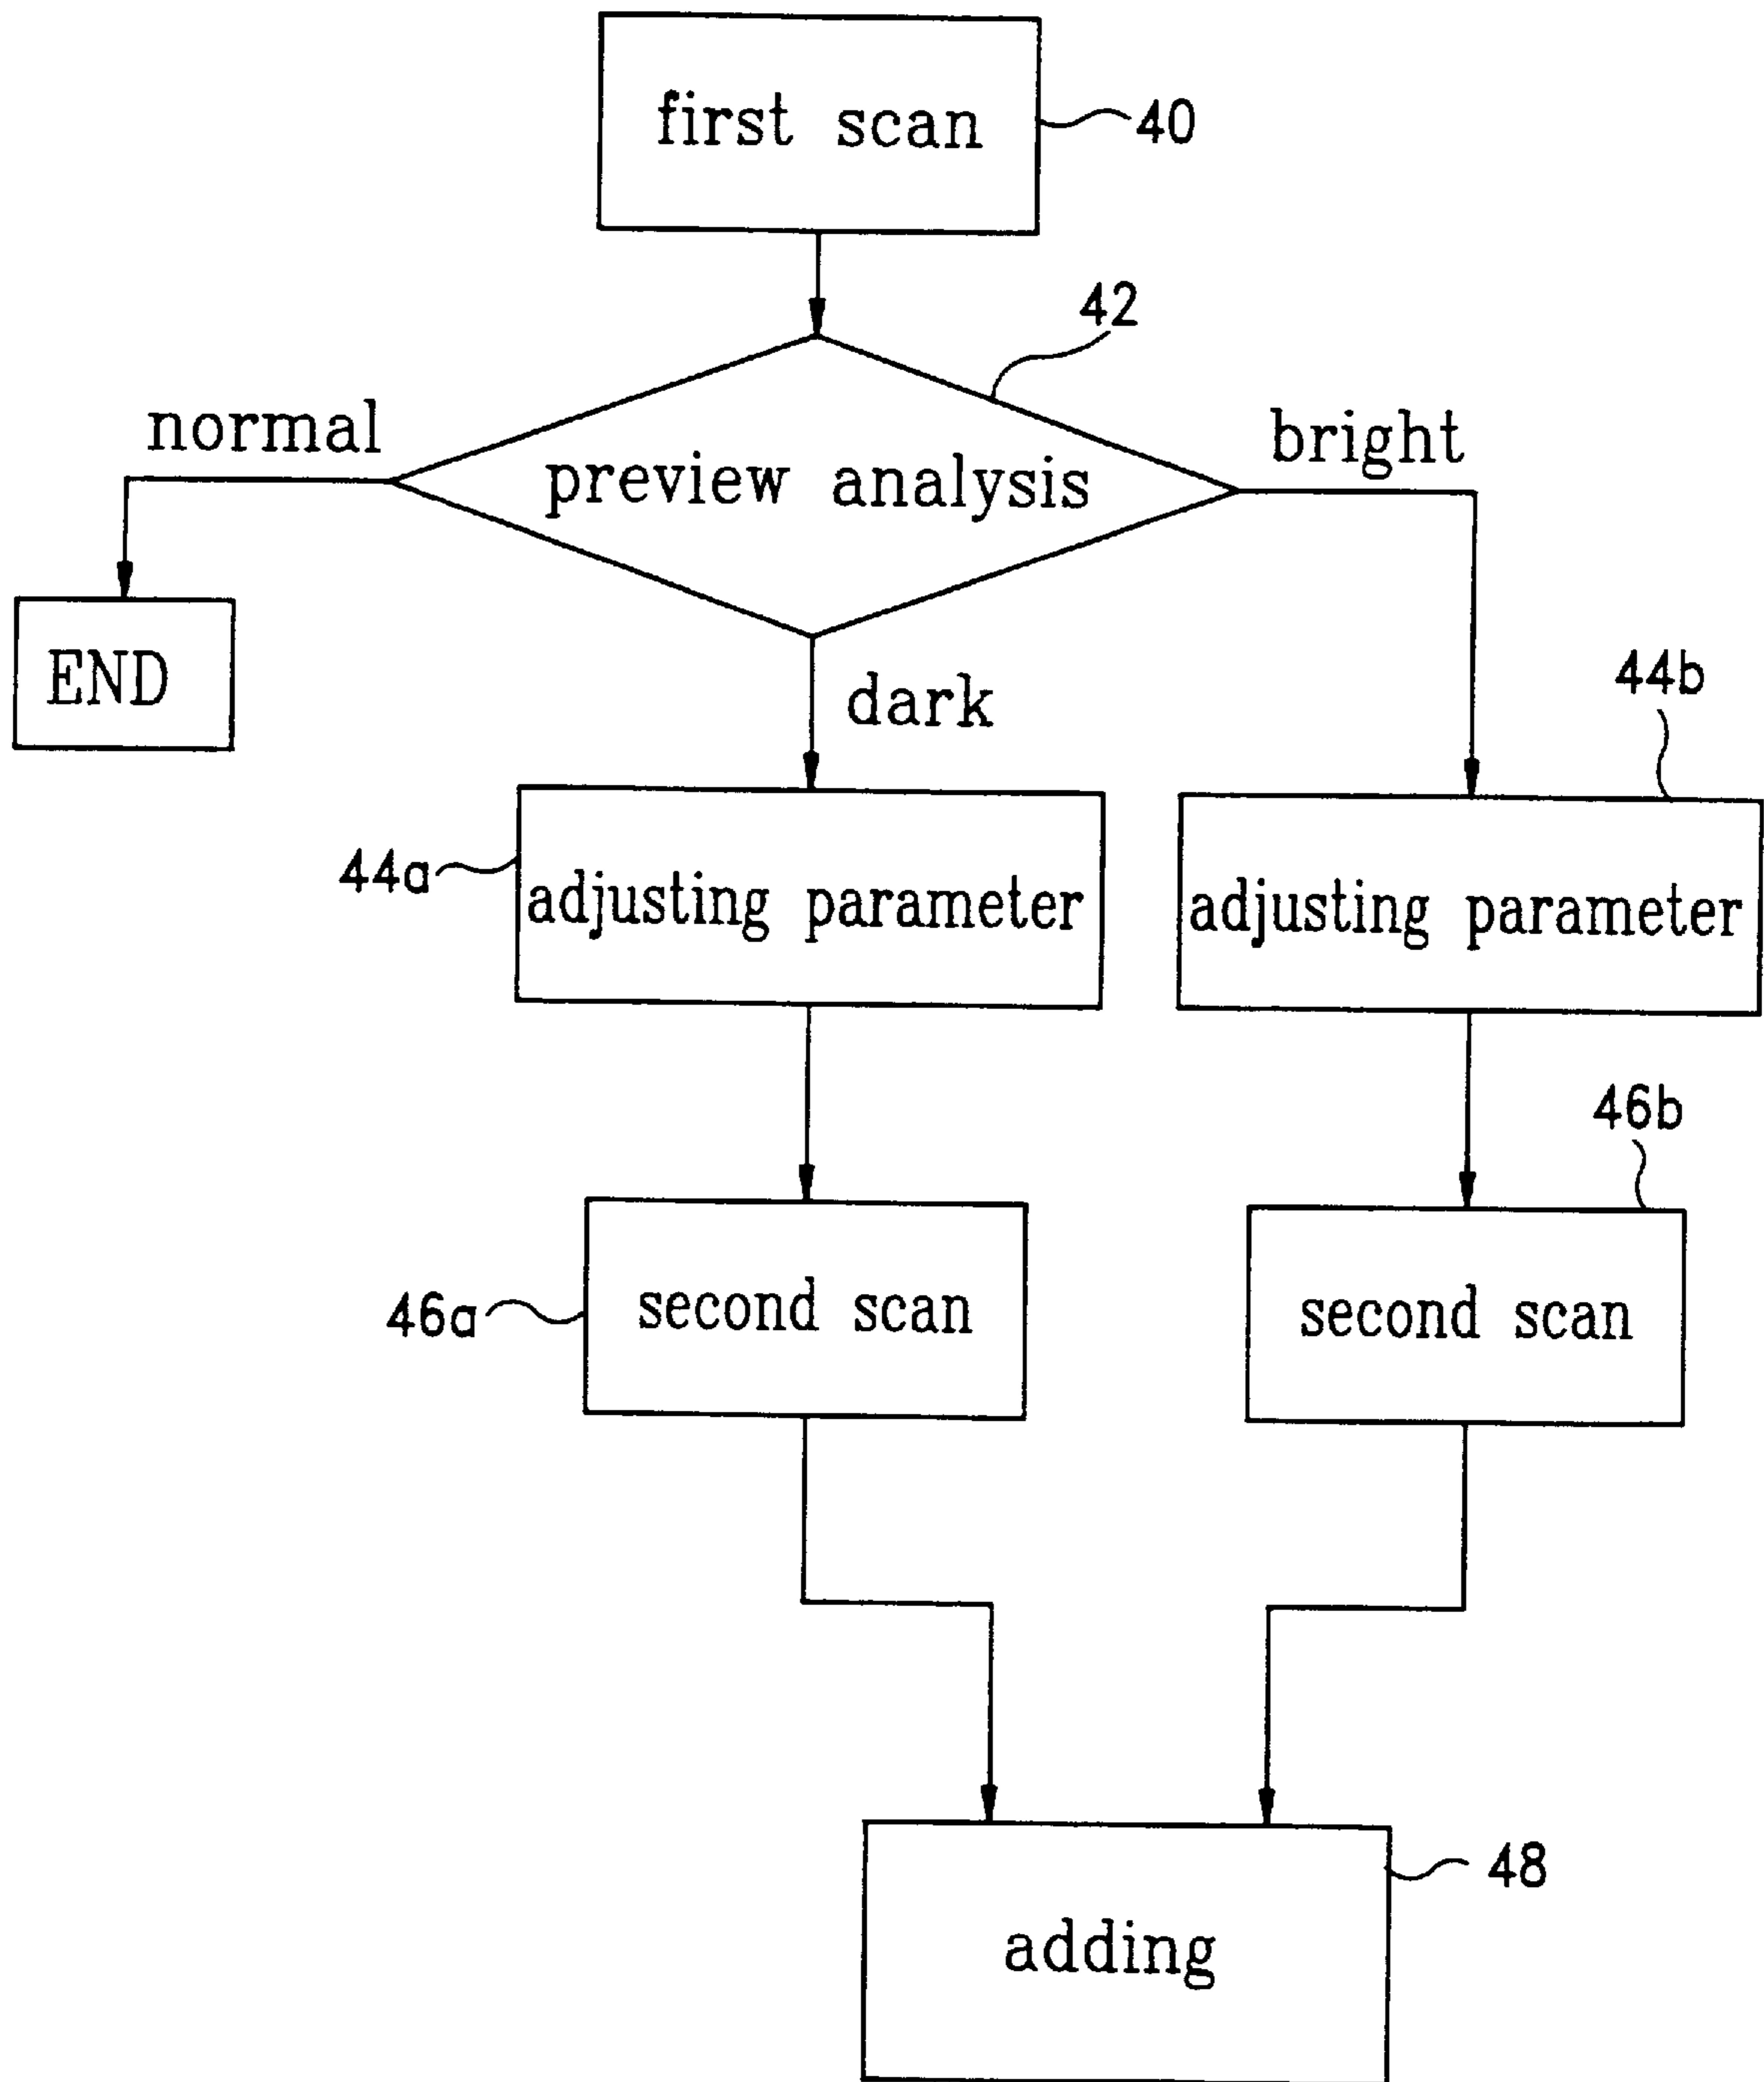 first scan
40
42
normal
preview analysis
bright
END
dark
44b
44a
adjusting parameter
adjusting parameter
46b
46a
second scan
second scan
48
adding